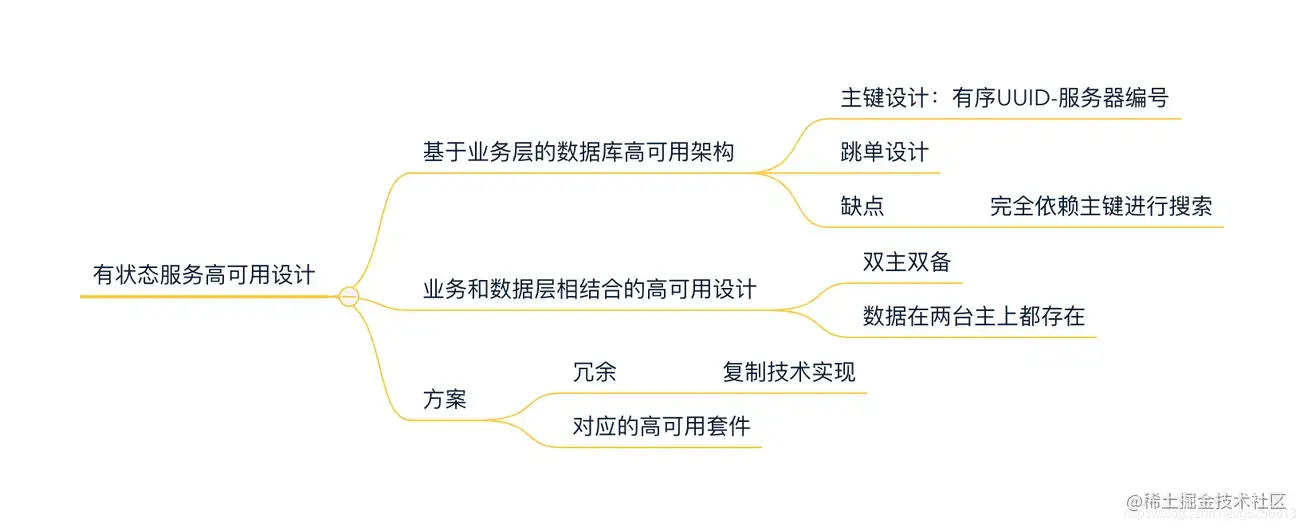 主键设计：有序UUID-服务器编号
基于业务层的数据库高可用架构
跳单设计
缺点 完全依赖主键进行搜索
有状态服务高可用设计
双主双备
业务和数据层相结合的高可用设计
数据在两台主上都存在
冗余 复制技术实现
方案
对应的高可用套件
@稀土掘金技术社区